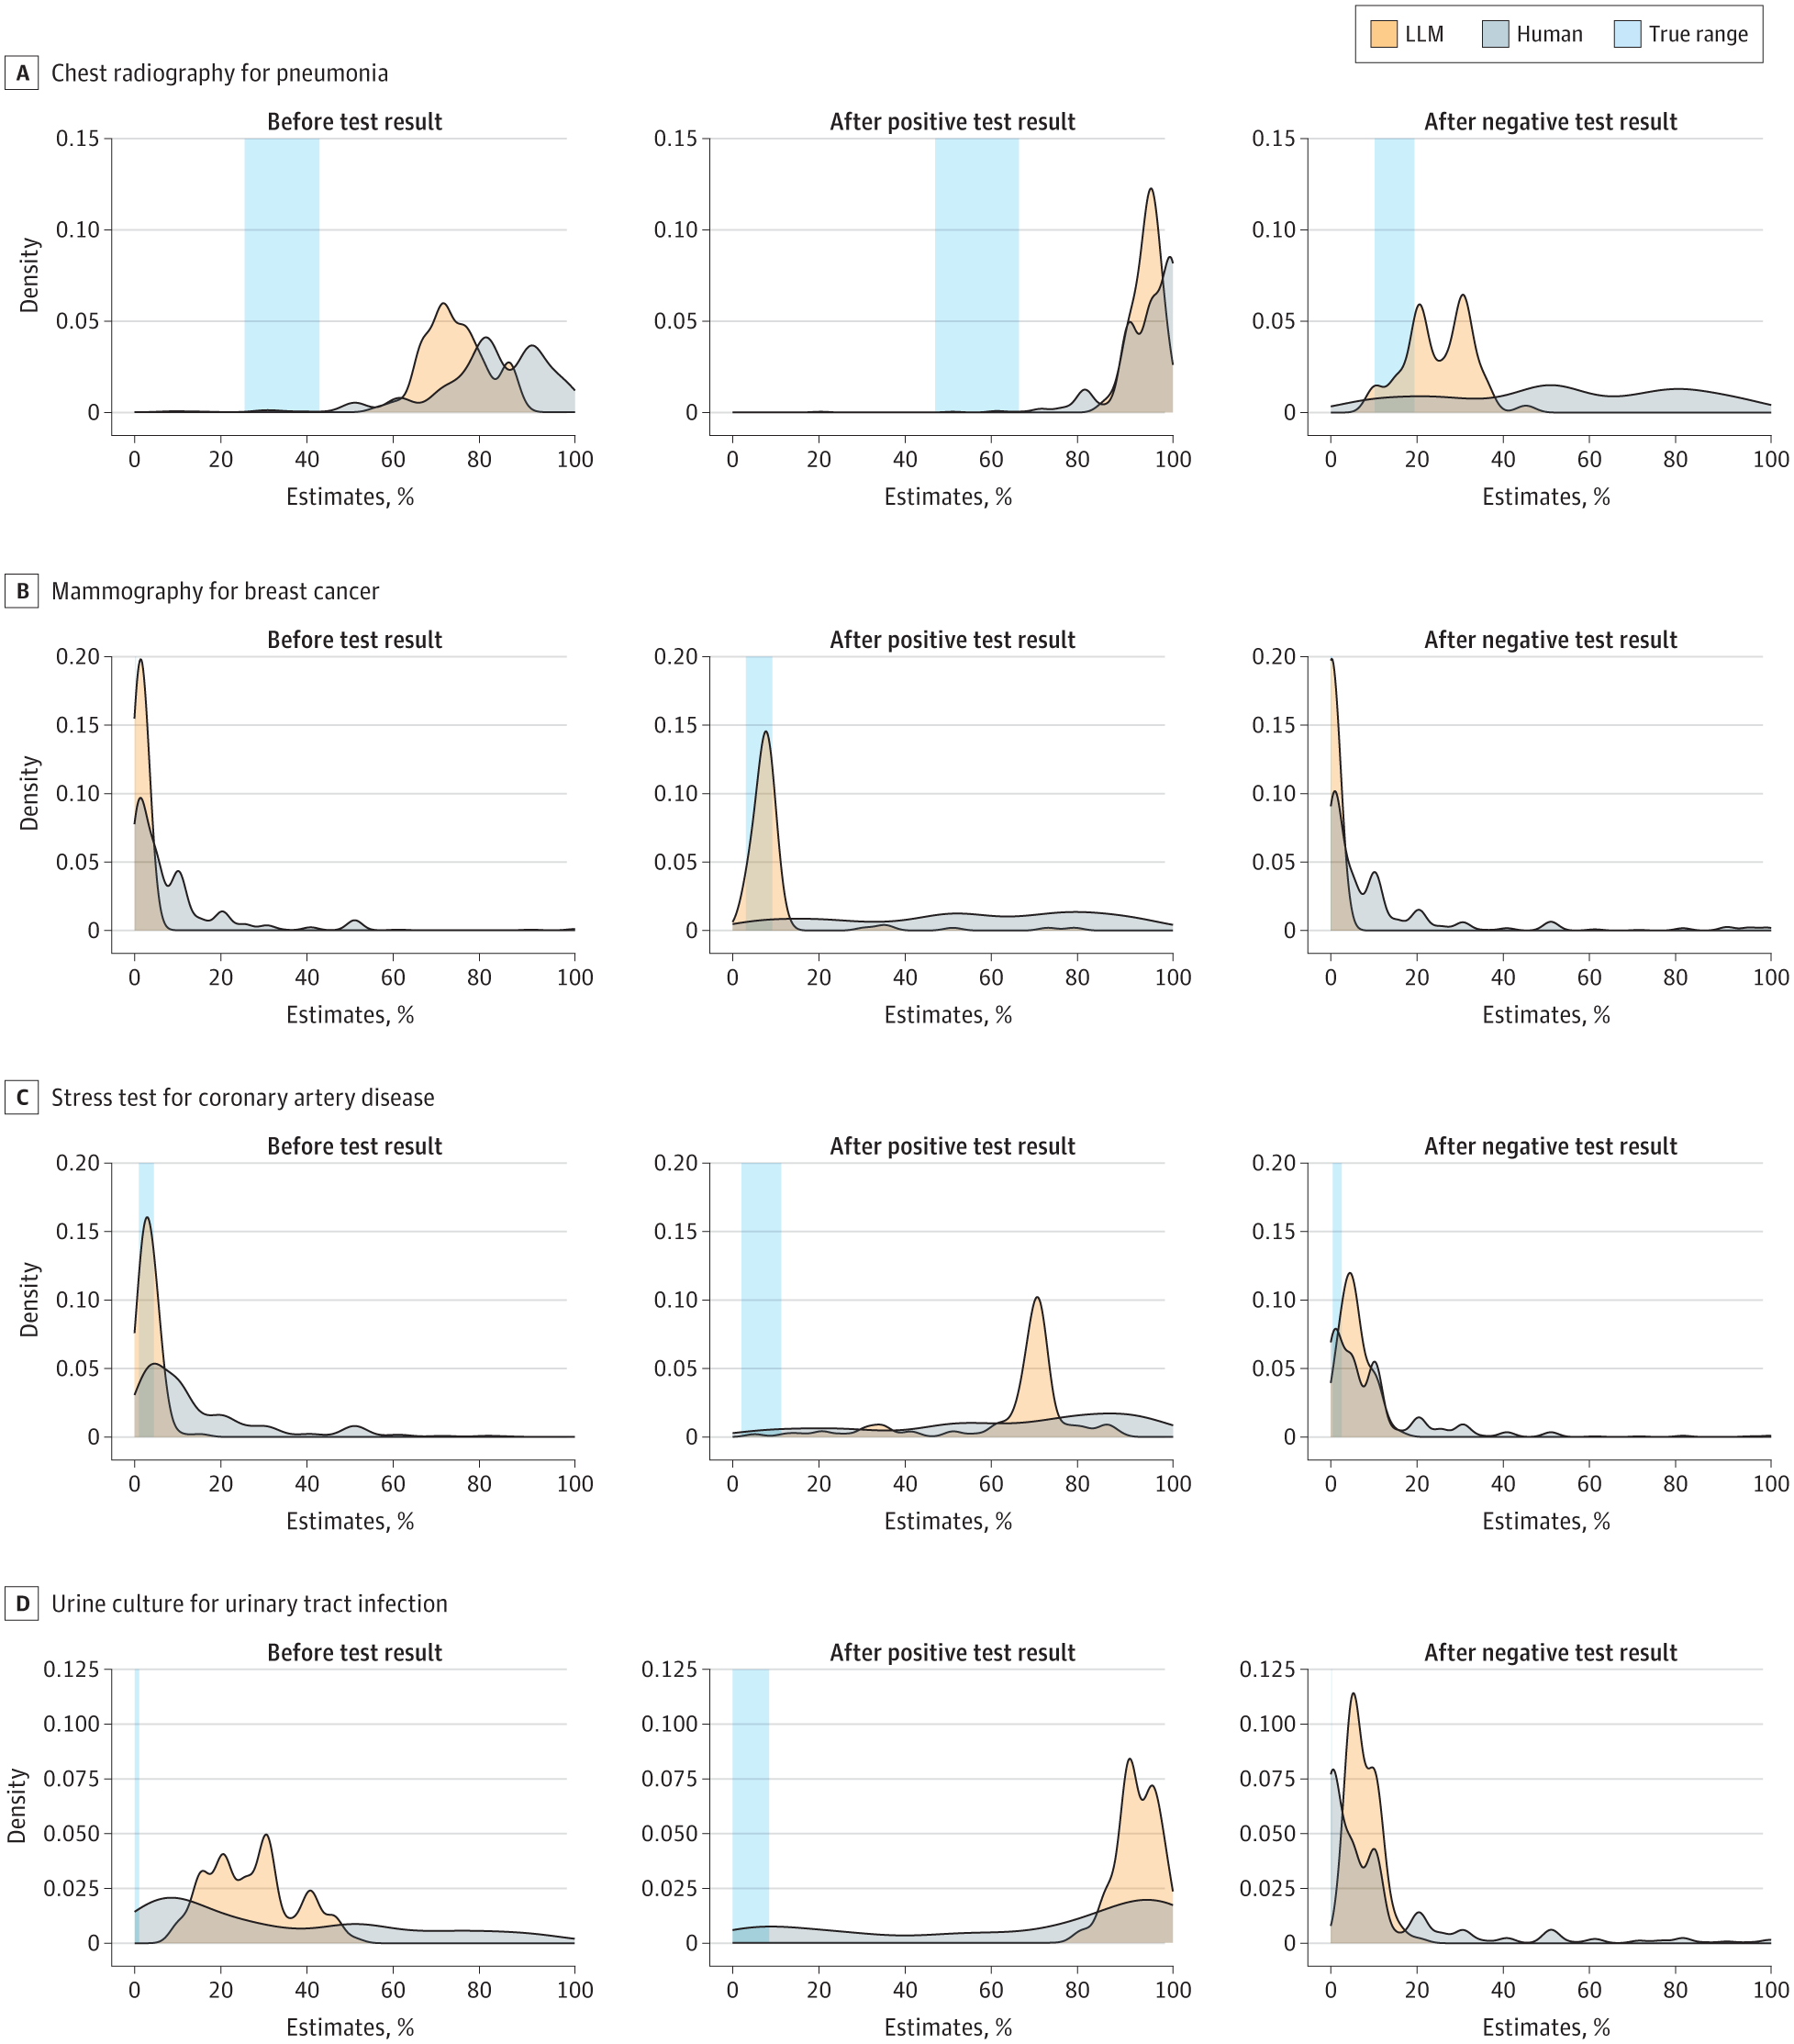 LLM Human True range
A Chest radiography for pneumonia
Before test result After positive test result After negative test result
0.15 0.15 0.15
0.10 0.10 0.10
0.05 0.05 0.05
0 0 0
Density
0 20 40 60 80 100 0 20 40 60 80 100 0 20 40 60 80 100
Estimates, % Estimates, % Estimates, %
B Mammography for breast cancer
Before test result After positive test result After negative test result
0.20 0.20 0.20
0.15 0.15 0.15
0.10 0.10 0.10
0.05 0.05 0.05
0 0 0
Density
0 20 40 60 80 100 0 20 40 60 80 100 0 20 40 60 80 100
Estimates, % Estimates, % Estimates, %
C Stress test for coronary artery disease
Before test result After positive test result After negative test result
0.20 0.20 0.20
0.15 0.15 0.15
0.10 0.10 0.10
0.05 0.05 0.05
0 0 0
Density
0 20 40 60 80 100 0 20 40 60 80 100 0 20 40 60 80 100
Estimates, % Estimates, % Estimates, %
D Urine culture for urinary tract infection
Before test result After positive test result After negative test result
0.125 0.125 0.125
0.100 0.100 0.100
0.075 0.075 0.075
0.050 0.050 0.050
0.025 0.025 0.025
0 0 0
Density
0 20 40 60 80 100 0 20 40 60 80 100 0 20 40 60 80 100
Estimates, % Estimates, % Estimates, %